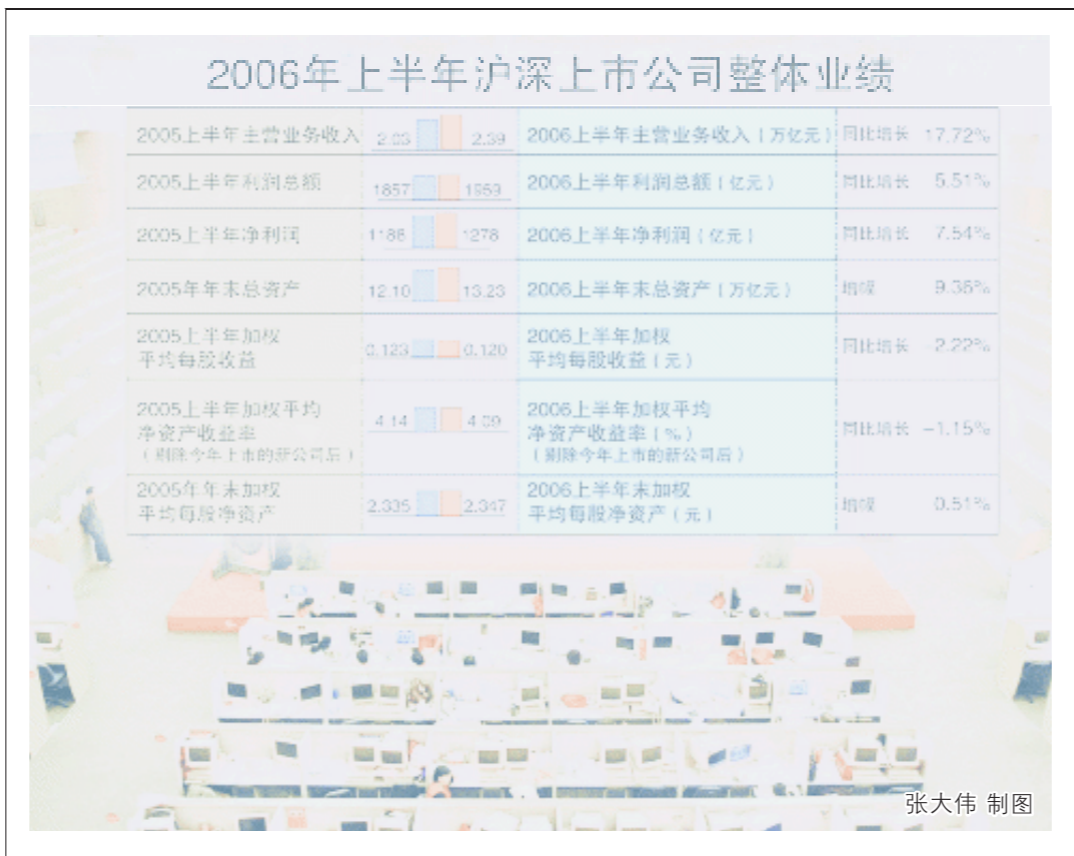 2006年上半年沪深上市公司整体业绩
2005上半年主营业务收入 2.03 2.39 2006上半年主营业务收入（万亿元） 同比增长 17.72%
2005上半年利润总额 1857 1959 2006上半年利润总额（亿元） 同比增长 5.51%
2005上半年净利润 1188 1278 2006上半年净利润（亿元） 同比增长 7.54%
2005年年末总资产 12.10 13.23 2006上半年末总资产（万亿元） 增幅 9.36%
2005上半年加权
平均每股收益 0.123 0.120 2006上半年加权
平均每股收益（元） 同比增长 -2.22%
2005上半年加权平均
净资产收益率
（剔除今年上市的新公司后） 4.14 4.09 2006上半年加权平均
净资产收益率（%）
（剔除今年上市的新公司后） 同比增长 -1.15%
2005年年末加权
平均每股净资产 2.335 2.347 2006上半年末加权
平均每股净资产（元） 增幅 0.51%
张大伟 制图